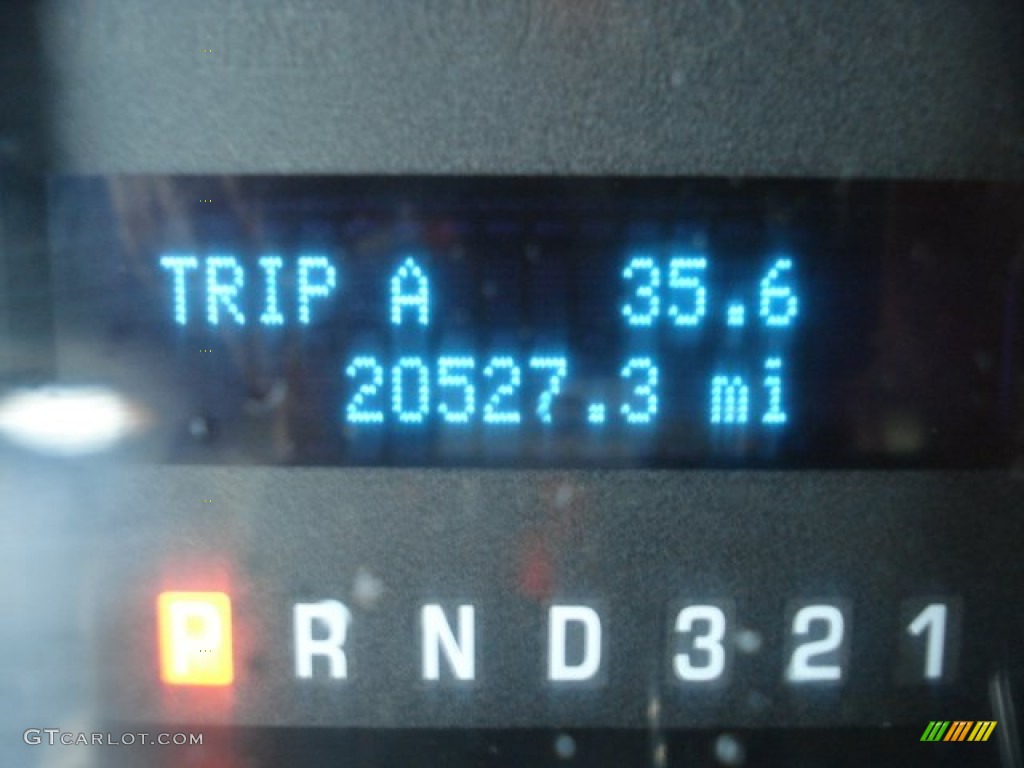 TRIP A 35.6
20527.3 mi
P R N D 3 2 1
GTCARLOT.COM